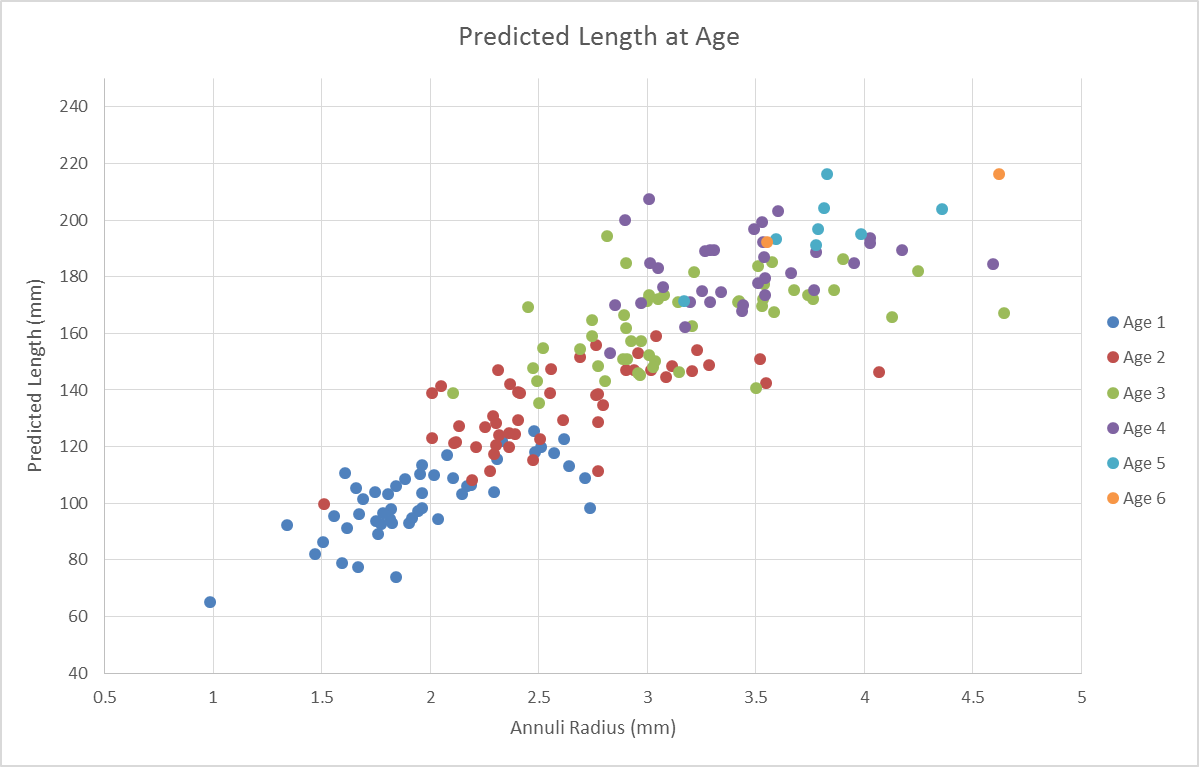 Predicted Length at Age
240
220
200
180
160
140
120
100
80
60
40
Predicted Length (mm)
0.5 1 1.5 2 2.5 3 3.5 4 4.5 5
Annuli Radius (mm)
Age 1
Age 2
Age 3
Age 4
Age 5
Age 6